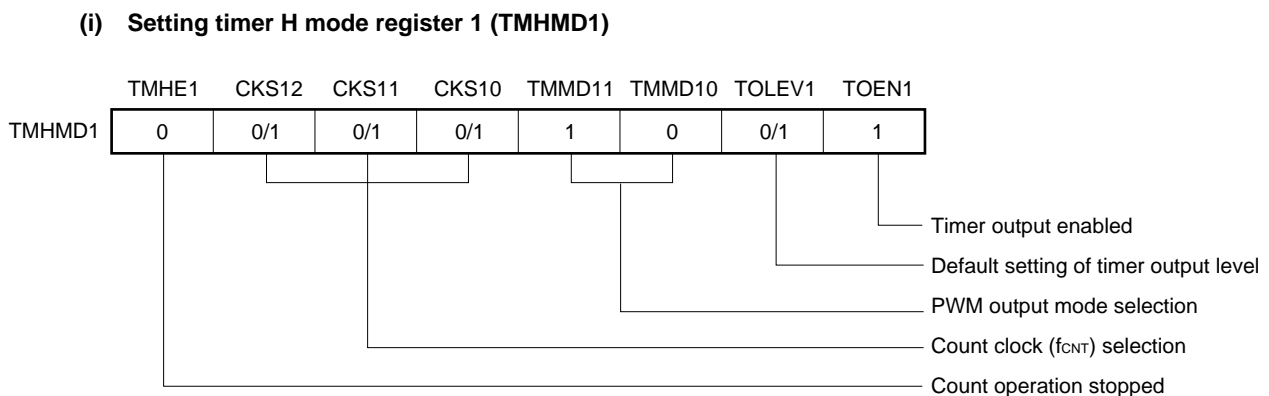 (i) Setting timer H mode register 1 (TMHMD1)
TMHE1 CKS12 CKS11 CKS10 TMMD11 TMMD10 TOLEV1 TOEN1
TMHMD1 0 0/1 0/1 0/1 1 0 0/1 1
Timer output enabled
Default setting of timer output level
PWM output mode selection
Count clock (fCNT) selection
Count operation stopped